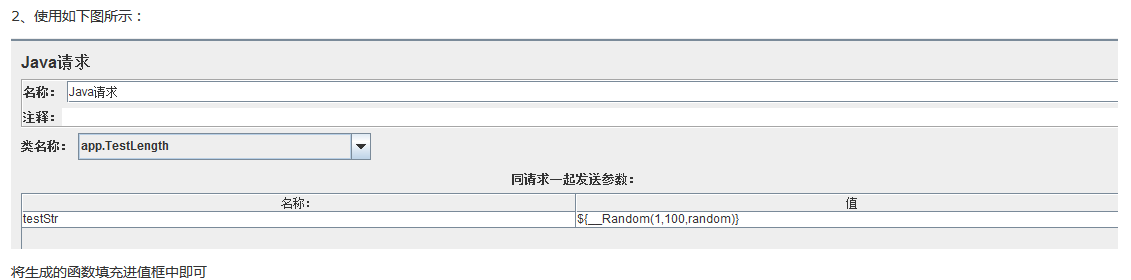 2、使用如下图所示：
Java请求
名称： Java请求
注释：
类名称： app.TestLength
同请求一起发送参数：
名称： 值
testStr ${__Random(1,100,random)}
将生成的函数填充进值框中即可